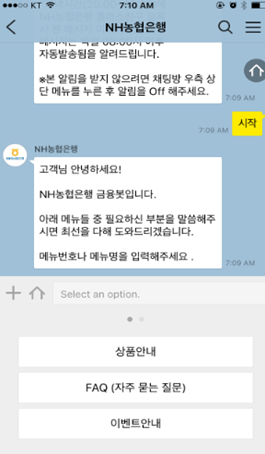 KT 7:10 AM
NH농협은행
자동발송됨을 알려드립니다.
※본 알림을 받지 않으려면 채팅방 우측 상
단 메뉴를 누른 후 알림을 Off 해주세요.
7:09 AM
시작
7:09 AM
NH농협은행
고객님 안녕하세요!
NH농협은행 금융봇입니다.
아래 메뉴들 중 필요하신 부분을 말씀해주
시면 최선을 다해 도와드리겠습니다.
메뉴번호나 메뉴명을 입력해주세요 .
7:09 AM
Select an option.
상품안내
FAQ (자주 묻는 질문)
이벤트안내